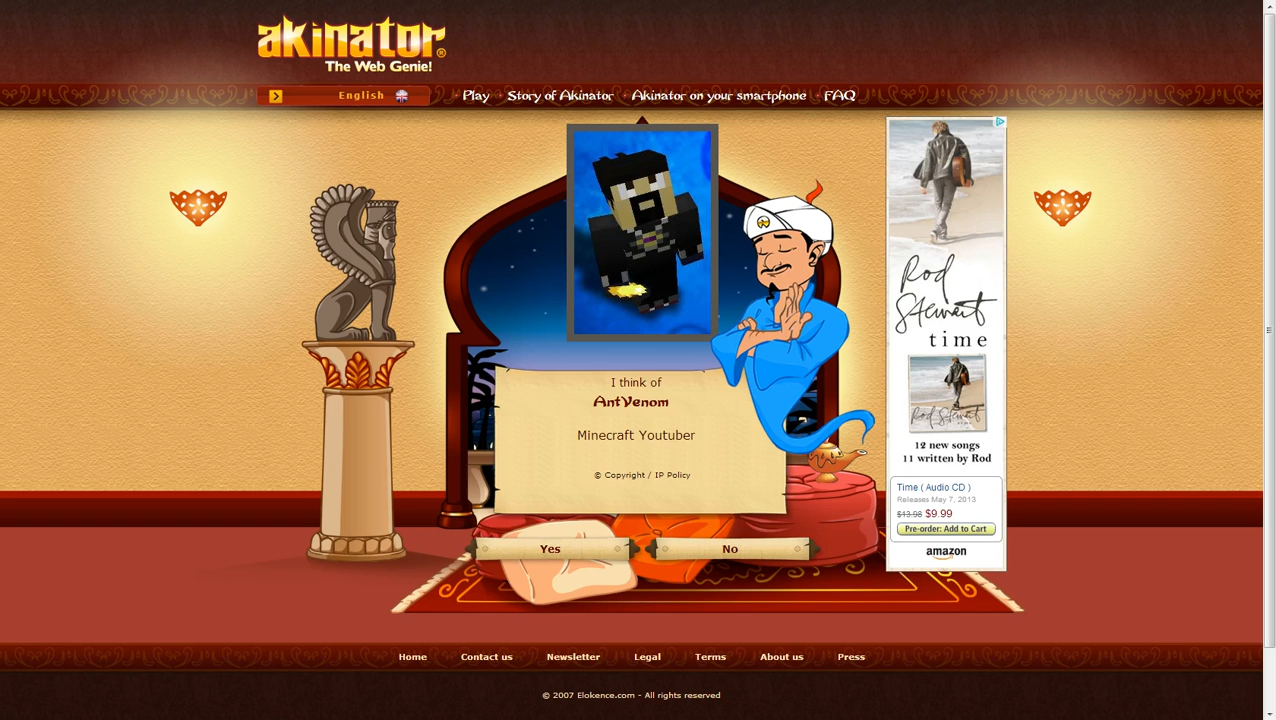 akinator®
The Web Genie!
English
Play
Story of Akinator
Akinator on your smartphone
FAQ
I think of
AntVenom
Minecraft Youtuber
© Copyright / IP Policy
Yes
No
Rod
Stewart
time
Rod Stewart
12 new songs
11 written by Rod
Time ( Audio CD )
Releases May 7, 2013
$13.98 $9.99
Pre-order: Add to Cart
amazon
Home
Contact us
Newsletter
Legal
Terms
About us
Press
© 2007 Elokence.com - All rights reserved